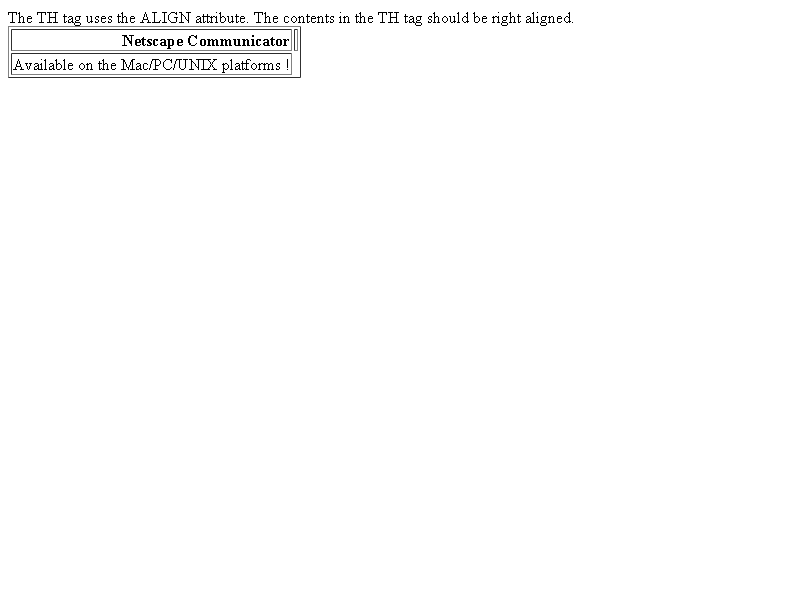 The TH tag uses the ALIGN attribute. The contents in the TH tag should be right aligned.
Netscape Communicator
Available on the Mac/PC/UNIX platforms !